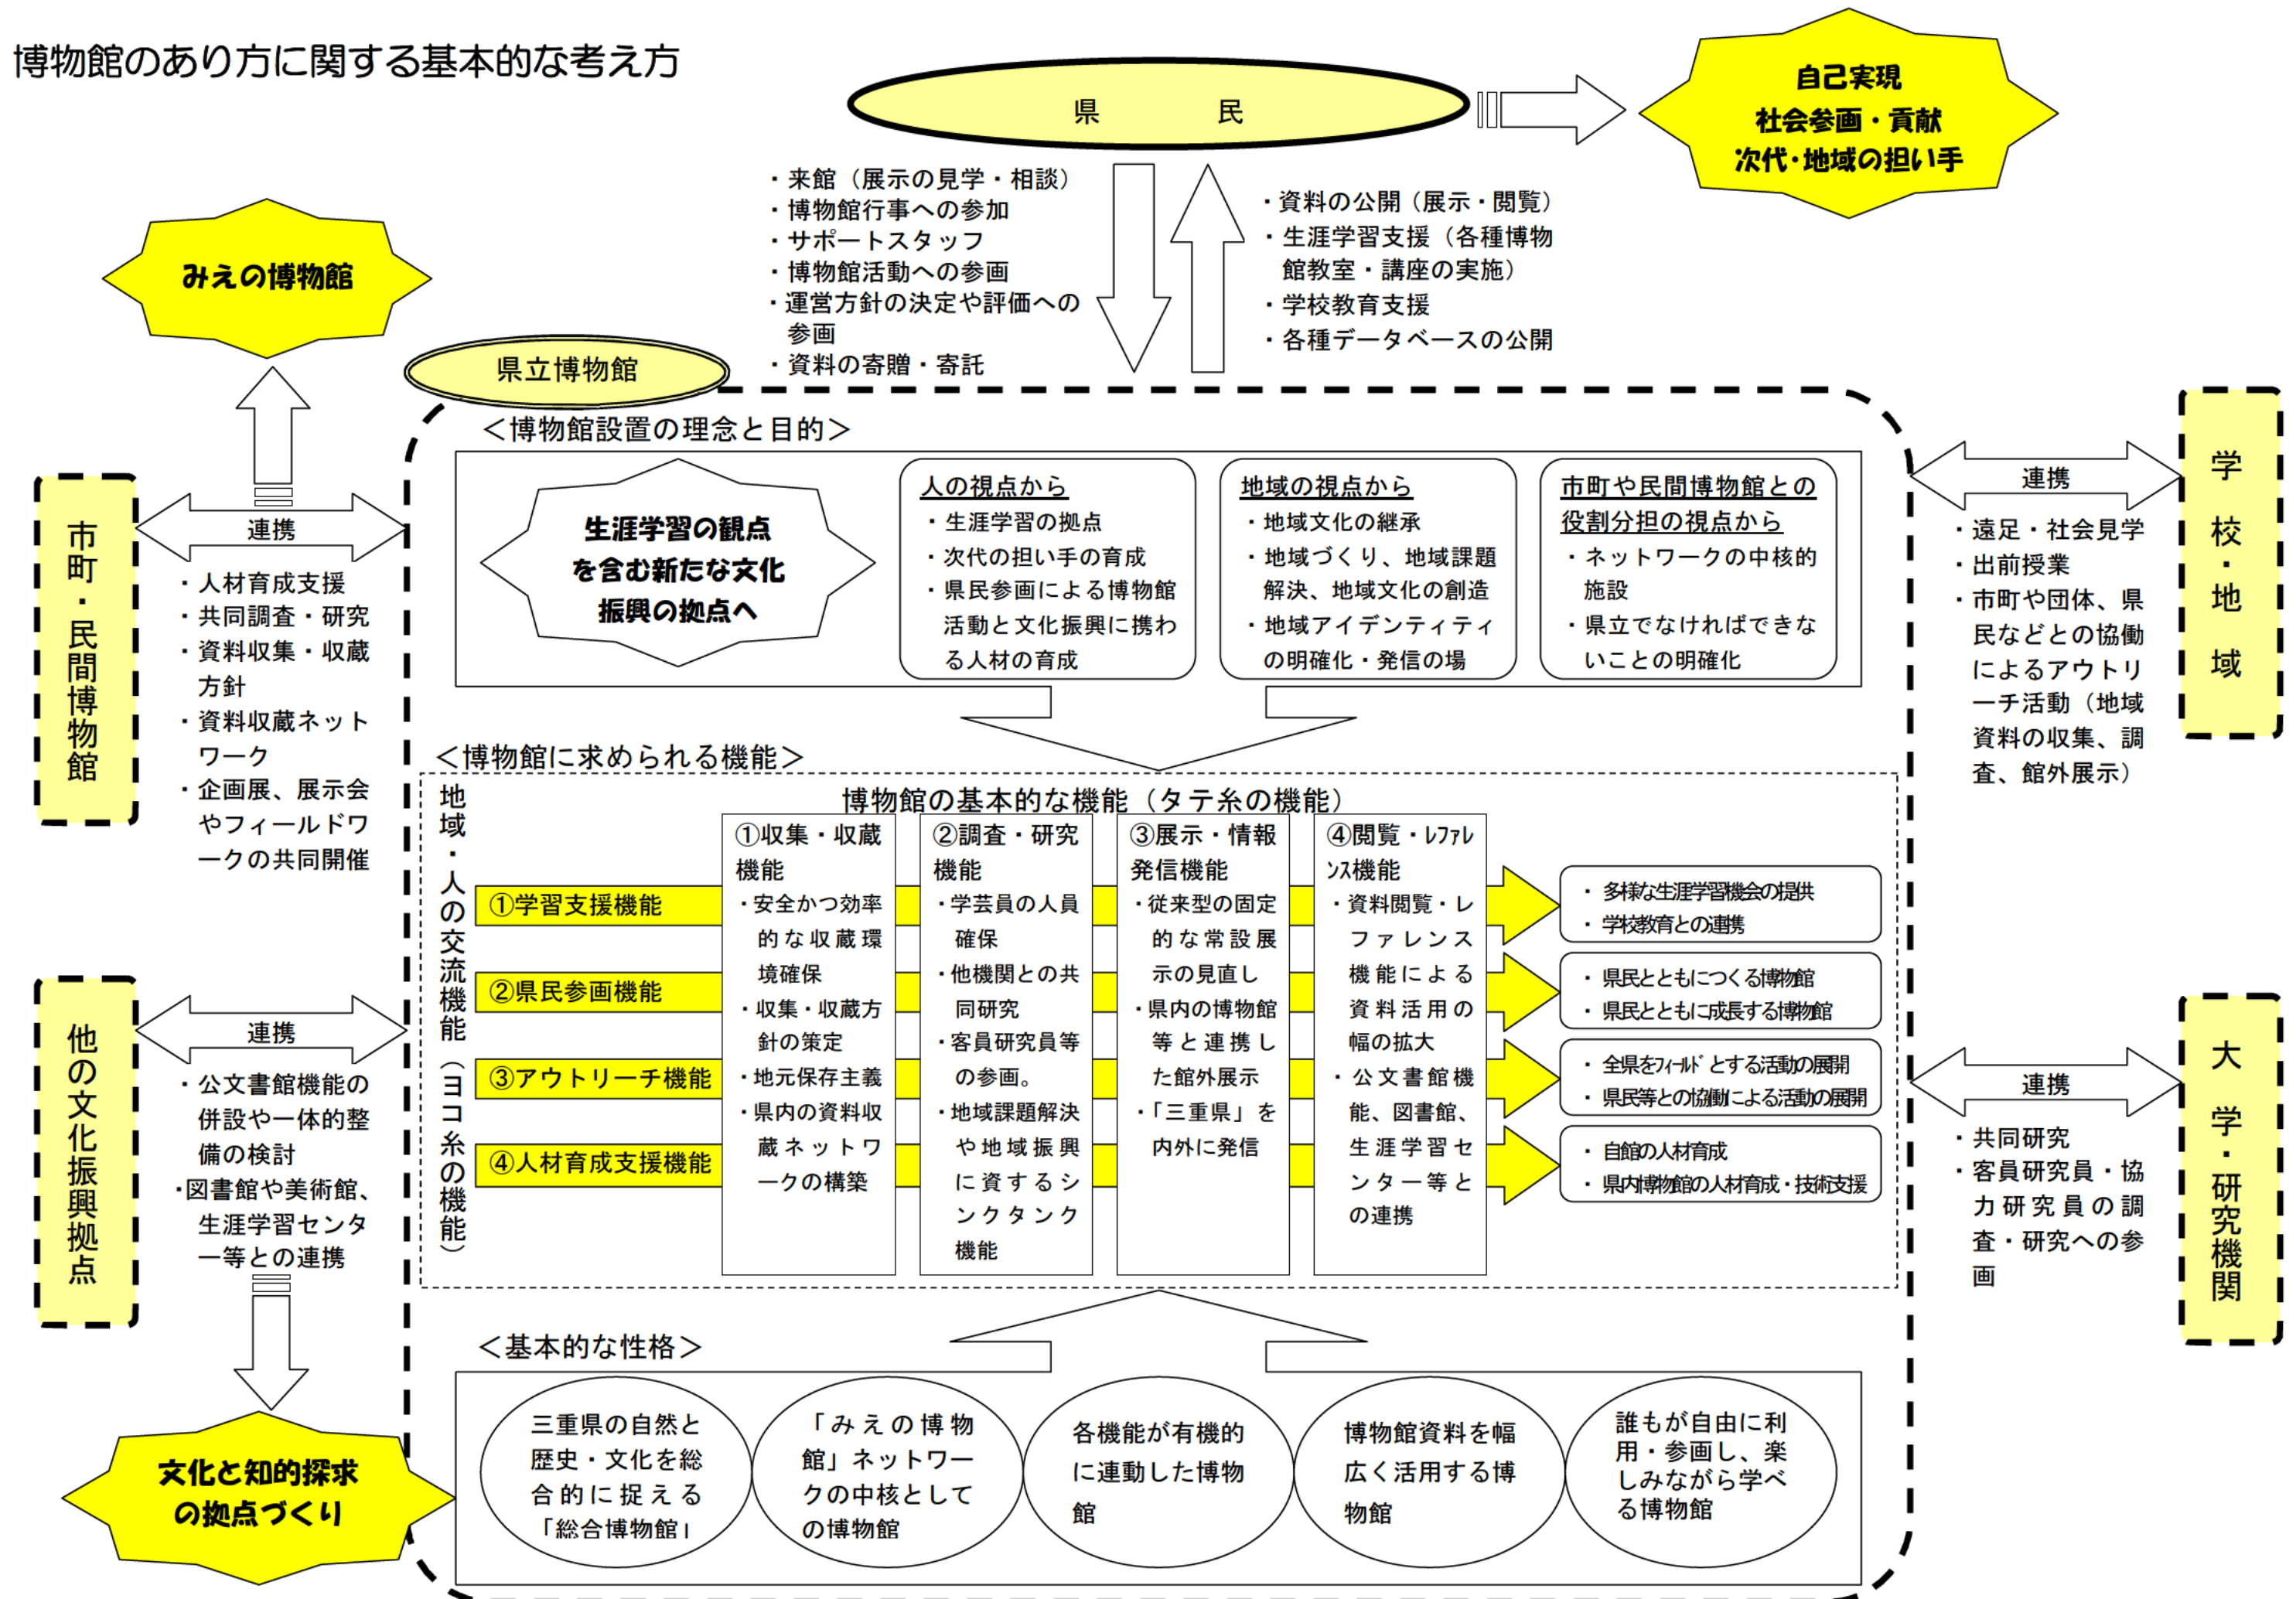 博物館のあり方に関する基本的な考え方
県　民
自己実現
社会参画・貢献
次代・地域の担い手
・来館（展示の見学・相談）
・博物館行事への参加
・サポートスタッフ
・博物館活動への参画
・運営方針の決定や評価への
参画
・資料の寄贈・寄託
・資料の公開（展示・閲覧）
・生涯学習支援（各種博物
館教室・講座の実施）
・学校教育支援
・各種データベースの公開
みえの博物館
県立博物館
市町・民間博物館
連携
・人材育成支援
・共同調査・研究
・資料収集・収蔵
方針
・資料収蔵ネット
ワーク
・企画展、展示会
やフィールドワ
ークの共同開催
他の文化振興拠点
連携
・公文書館機能の
併設や一体的整
備の検討
・図書館や美術館、
生涯学習センタ
ー等との連携
文化と知的探求
の拠点づくり
＜博物館設置の理念と目的＞
生涯学習の観点
を含む新たな文化
振興の拠点へ
人の視点から
・生涯学習の拠点
・次代の担い手の育成
・県民参画による博物館
活動と文化振興に携わ
る人材の育成
地域の視点から
・地域文化の継承
・地域づくり、地域課題
解決、地域文化の創造
・地域アイデンティティ
の明確化・発信の場
市町や民間博物館との
役割分担の視点から
・ネットワークの中核的
施設
・県立でなければできな
いことの明確化
＜博物館に求められる機能＞
地域・人の交流機能（ヨコ糸の機能）
博物館の基本的な機能（タテ糸の機能）
①学習支援機能
②県民参画機能
③アウトリーチ機能
④人材育成支援機能
①収集・収蔵
機能
・安全かつ効率
的な収蔵環
境確保
・収集・収蔵方
針の策定
・地元保存主義
・県内の資料収
蔵ネットワ
ークの構築
②調査・研究
機能
・学芸員の人員
確保
・他機関との共
同研究
・客員研究員等
の参画。
・地域課題解決
や地域振興
に資するシ
ンクタンク
機能
③展示・情報
発信機能
・従来型の固定
的な常設展
示の見直し
・県内の博物館
等と連携し
た館外展示
・「三重県」を
内外に発信
④閲覧・ﾚﾌｧﾚ
ﾝｽ機能
・資料閲覧・レ
ファレンス
機能による
資料活用の
幅の拡大
・公文書館機
能、図書館、
生涯学習セ
ンター等と
の連携
・ 多様な生涯学習機会の提供
・ 学校教育との連携
・ 県民とともにつくる博物館
・ 県民とともに成長する博物館
・ 全県をﾌｨｰﾙﾄﾞとする活動の展開
・ 県民等との協働による活動の展開
・ 自館の人材育成
・ 県内博物館の人材育成・技術支援
＜基本的な性格＞
三重県の自然と
歴史・文化を総
合的に捉える
「総合博物館」
「みえの博物
館」ネットワー
クの中核として
の博物館
各機能が有機的
に連動した博物
館
博物館資料を幅
広く活用する博
物館
誰もが自由に利
用・参画し、楽
しみながら学べ
る博物館
学校・地域
連携
・遠足・社会見学
・出前授業
・市町や団体、県
民などとの協働
によるアウトリ
ーチ活動（地域
資料の収集、調
査、館外展示）
大学・研究機関
連携
・共同研究
・客員研究員・協
力研究員の調
査・研究への参
画